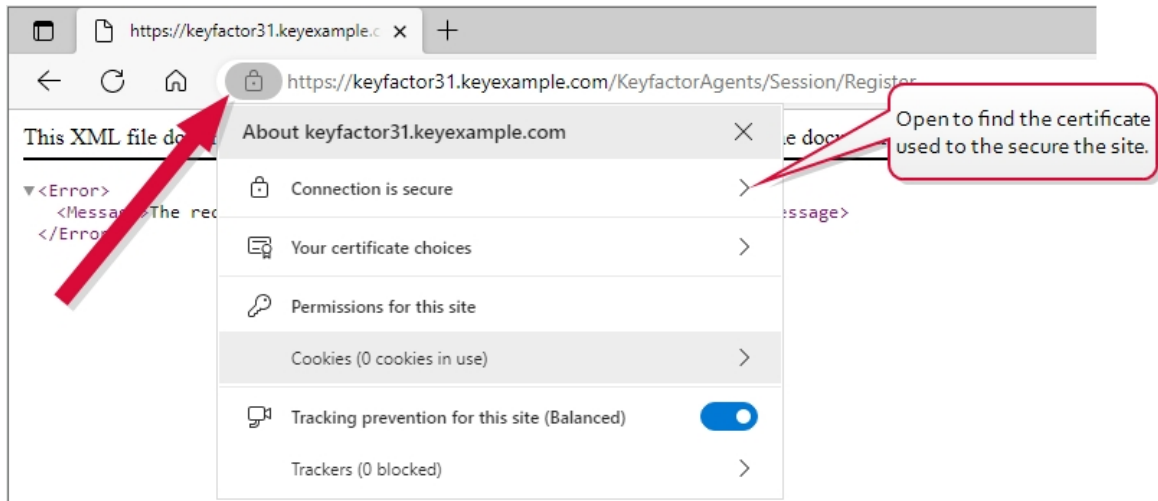 https://keyfactor31.keyexample.c
https://keyfactor31.keyexample.com/KeyfactorAgents/Session/Register
Open to find the certificate
used to the secure the site.
This XML file do
e doc
About keyfactor31.keyexample.com
<Error>
<Messa
>The rec
essage>
</Error
Connection is secure
Your certificate choices
Permissions for this site
Cookies (0 cookies in use)
Tracking prevention for this site (Balanced)
Trackers (0 blocked)